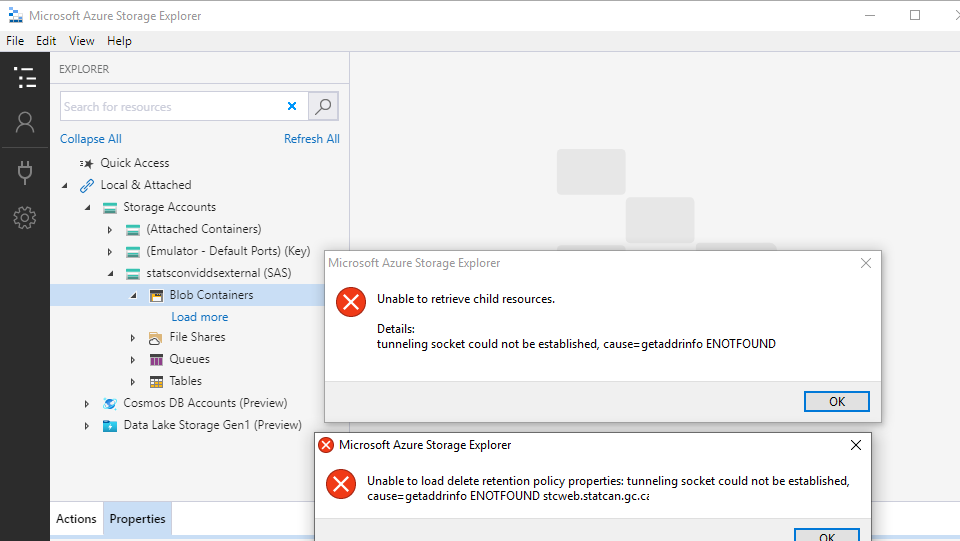 Microsoft Azure Storage Explorer
File Edit View Help
EXPLORER
Search for resources
Collapse All Refresh All
Quick Access
Local & Attached
Storage Accounts
(Attached Containers)
(Emulator - Default Ports) (Key)
statsconviddsexternal (SAS)
Blob Containers
Load more
File Shares
Queues
Tables
Cosmos DB Accounts (Preview)
Data Lake Storage Gen1 (Preview)
Actions Properties
Microsoft Azure Storage Explorer
Unable to retrieve child resources.
Details:
tunneling socket could not be established, cause=getaddrinfo ENOTFOUND
OK
Microsoft Azure Storage Explorer
Unable to load delete retention policy properties: tunneling socket could not be established,
cause=getaddrinfo ENOTFOUND stcweb.statcan.gc.ca
OK